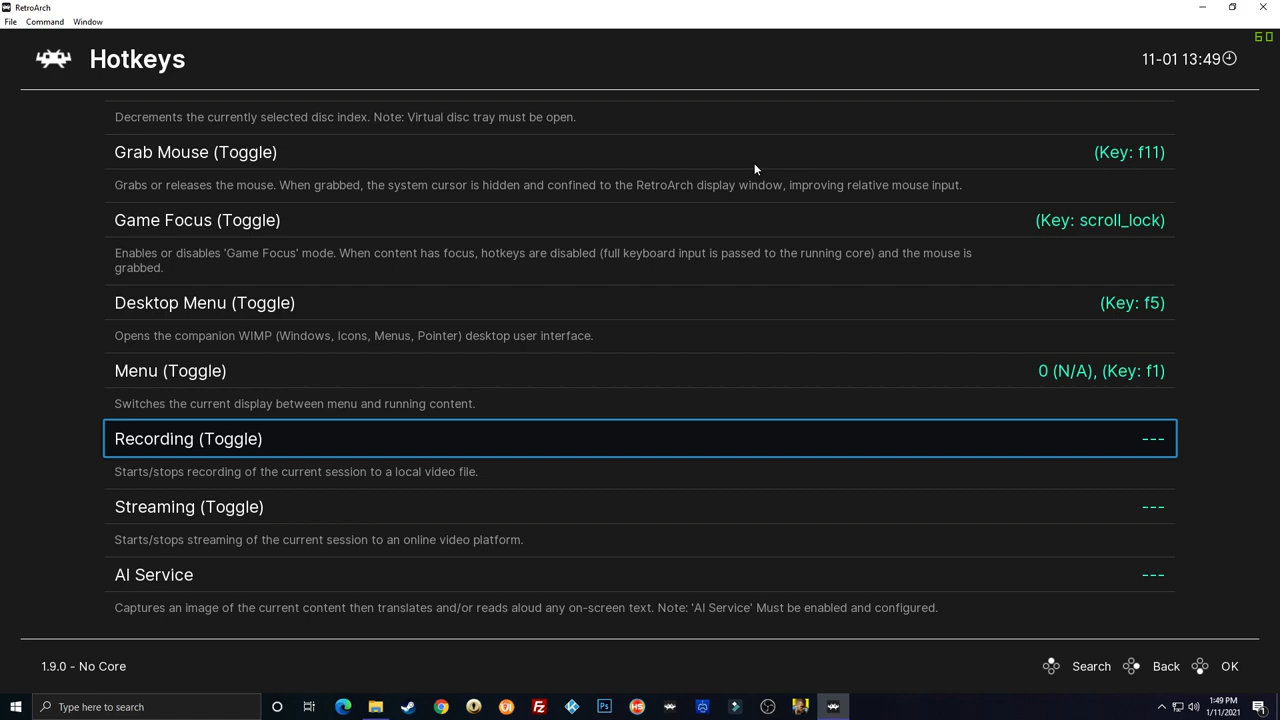 RetroArch
File Command Window
60
Hotkeys
11-01 13:49
Decrements the currently selected disc index. Note: Virtual disc tray must be open.
Grab Mouse (Toggle) (Key: f11)
Grabs or releases the mouse. When grabbed, the system cursor is hidden and confined to the RetroArch display window, improving relative mouse input.
Game Focus (Toggle) (Key: scroll_lock)
Enables or disables 'Game Focus' mode. When content has focus, hotkeys are disabled (full keyboard input is passed to the running core) and the mouse is
grabbed.
Desktop Menu (Toggle) (Key: f5)
Opens the companion WIMP (Windows, Icons, Menus, Pointer) desktop user interface.
Menu (Toggle) 0 (N/A), (Key: f1)
Switches the current display between menu and running content.
Recording (Toggle) ---
Starts/stops recording of the current session to a local video file.
Streaming (Toggle) ---
Starts/stops streaming of the current session to an online video platform.
AI Service ---
Captures an image of the current content then translates and/or reads aloud any on-screen text. Note: 'AI Service' Must be enabled and configured.
1.9.0 - No Core Search Back OK
Type here to search
Ps HS
1:49 PM
1/11/2021